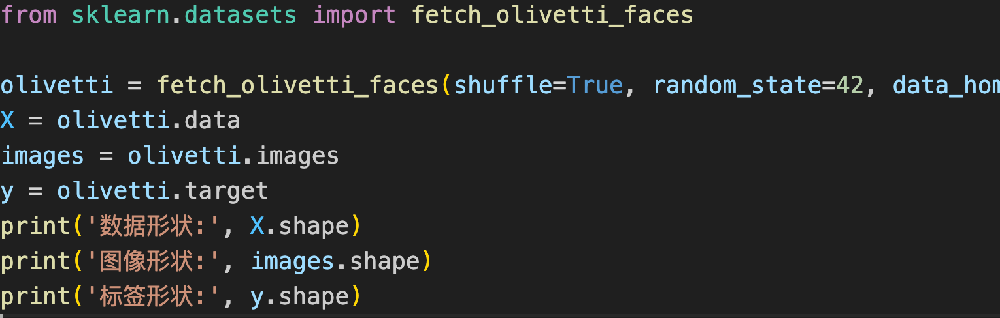 from sklearn.datasets import fetch_olivetti_faces
olivetti = fetch_olivetti_faces(shuffle=True, random_state=42, data_hom
X = olivetti.data
images = olivetti.images
y = olivetti.target
print('数据形状:', X.shape)
print('图像形状:', images.shape)
print('标签形状:', y.shape)